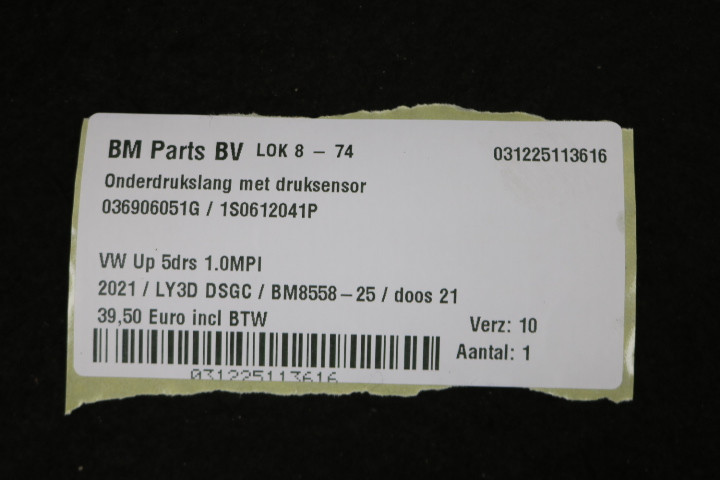 BM Parts BV LOK 8 - 74 031225113616
Onderdrukslang met druksensor
036906051G / 1S0612041P
VW Up 5drs 1.0MPI
2021 / LY3D DSGC / BM8558-25 / doos 21
39,50 Euro incl BTW Verz: 10
Aantal: 1
031225113616